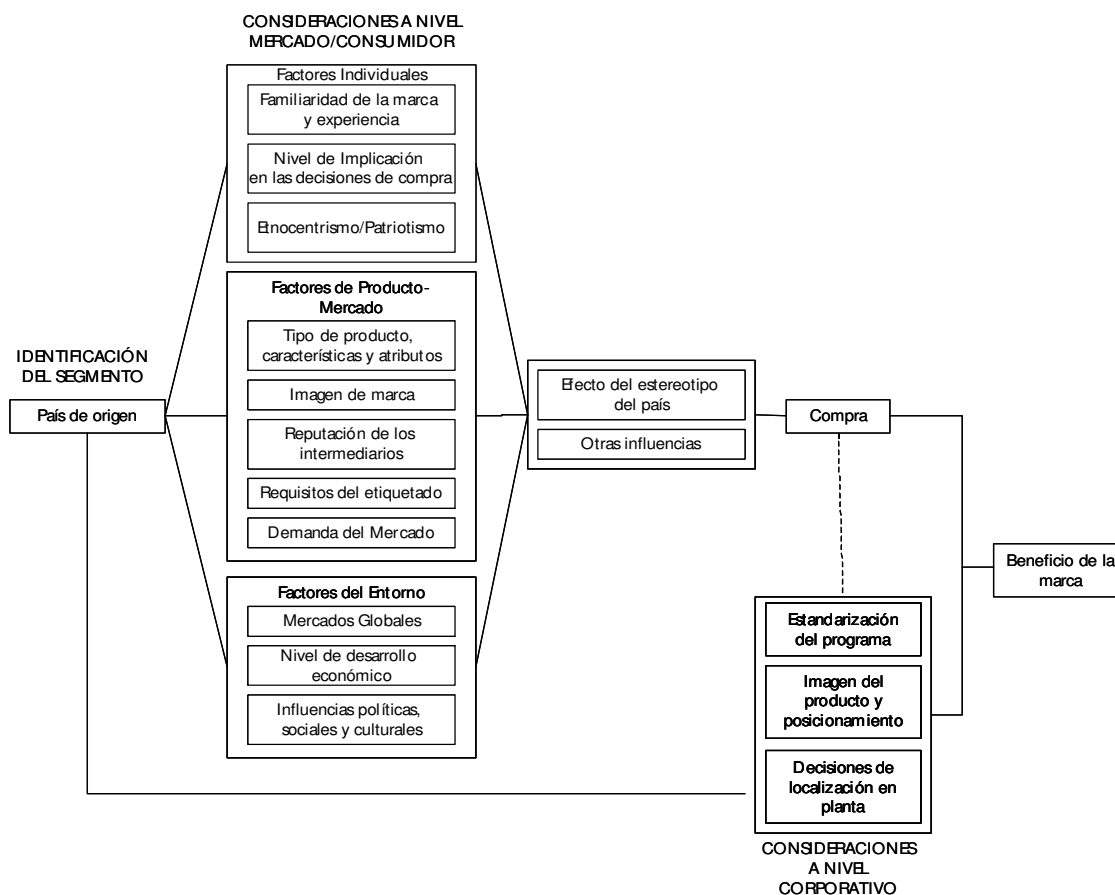 CONSIDERACIONES A NIVEL
MERCADO/CONSUMIDOR
Factores Individuales
Familiaridad de la marca
y experiencia
Nivel de Implicación
en las decisiones de compra
Etnocentrismo/Patriotismo
Factores de Producto-
Mercado
Tipo de producto,
características y atributos
Imagen de marca
Reputación de los
intermediarios
Requisitos del etiquetado
Demanda del Mercado
Factores del Entorno
Mercados Globales
Nivel de desarrollo
económico
Influencias políticas,
sociales y culturales
IDENTIFICACIÓN
DEL SEGMENTO
País de origen
Efecto del estereotipo
del país
Otras influencias
Compra
Beneficio de la
marca
Estandarización
del programa
Imagen del
producto y
posicionamiento
Decisiones de
localización en
planta
CONSIDERACIONES
A NIVEL
CORPORATIVO